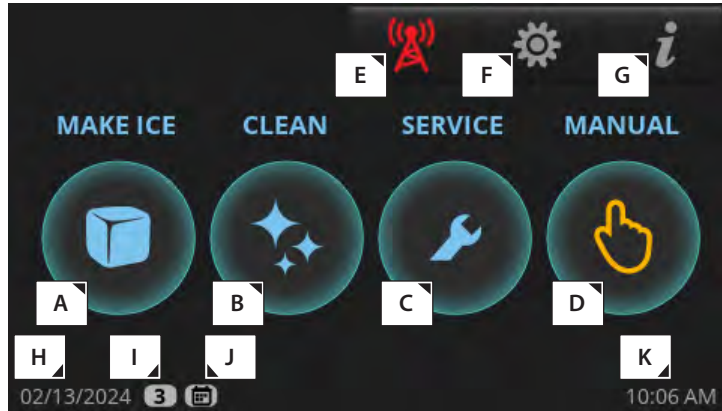 E F G
MAKE ICE CLEAN SERVICE MANUAL
A B C D
H I J K
02/13/2024 3 10:06 AM